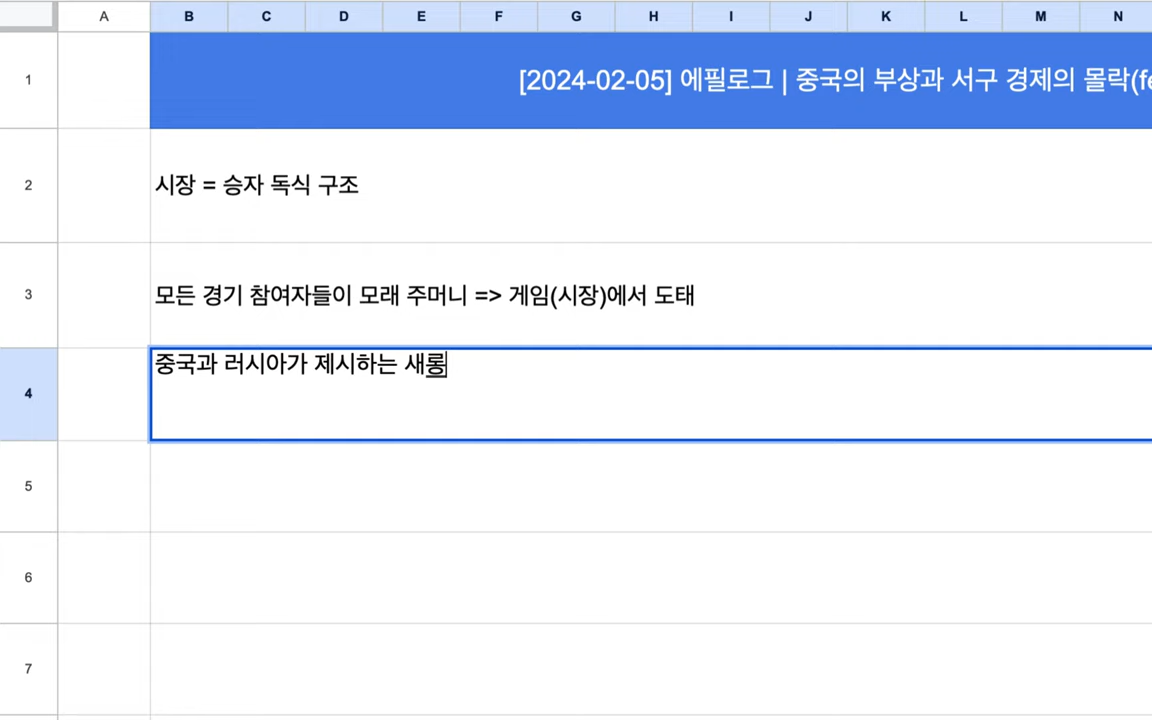 A B C D E F G H I J K L M N
1 [2024-02-05] 에필로그 | 중국의 부상과 서구 경제의 몰락(fe
2 시장 = 승자 독식 구조
3 모든 경기 참여자들이 모래 주머니 => 게임(시장)에서 도태
4 중국과 러시아가 제시하는 새롱
5
6
7